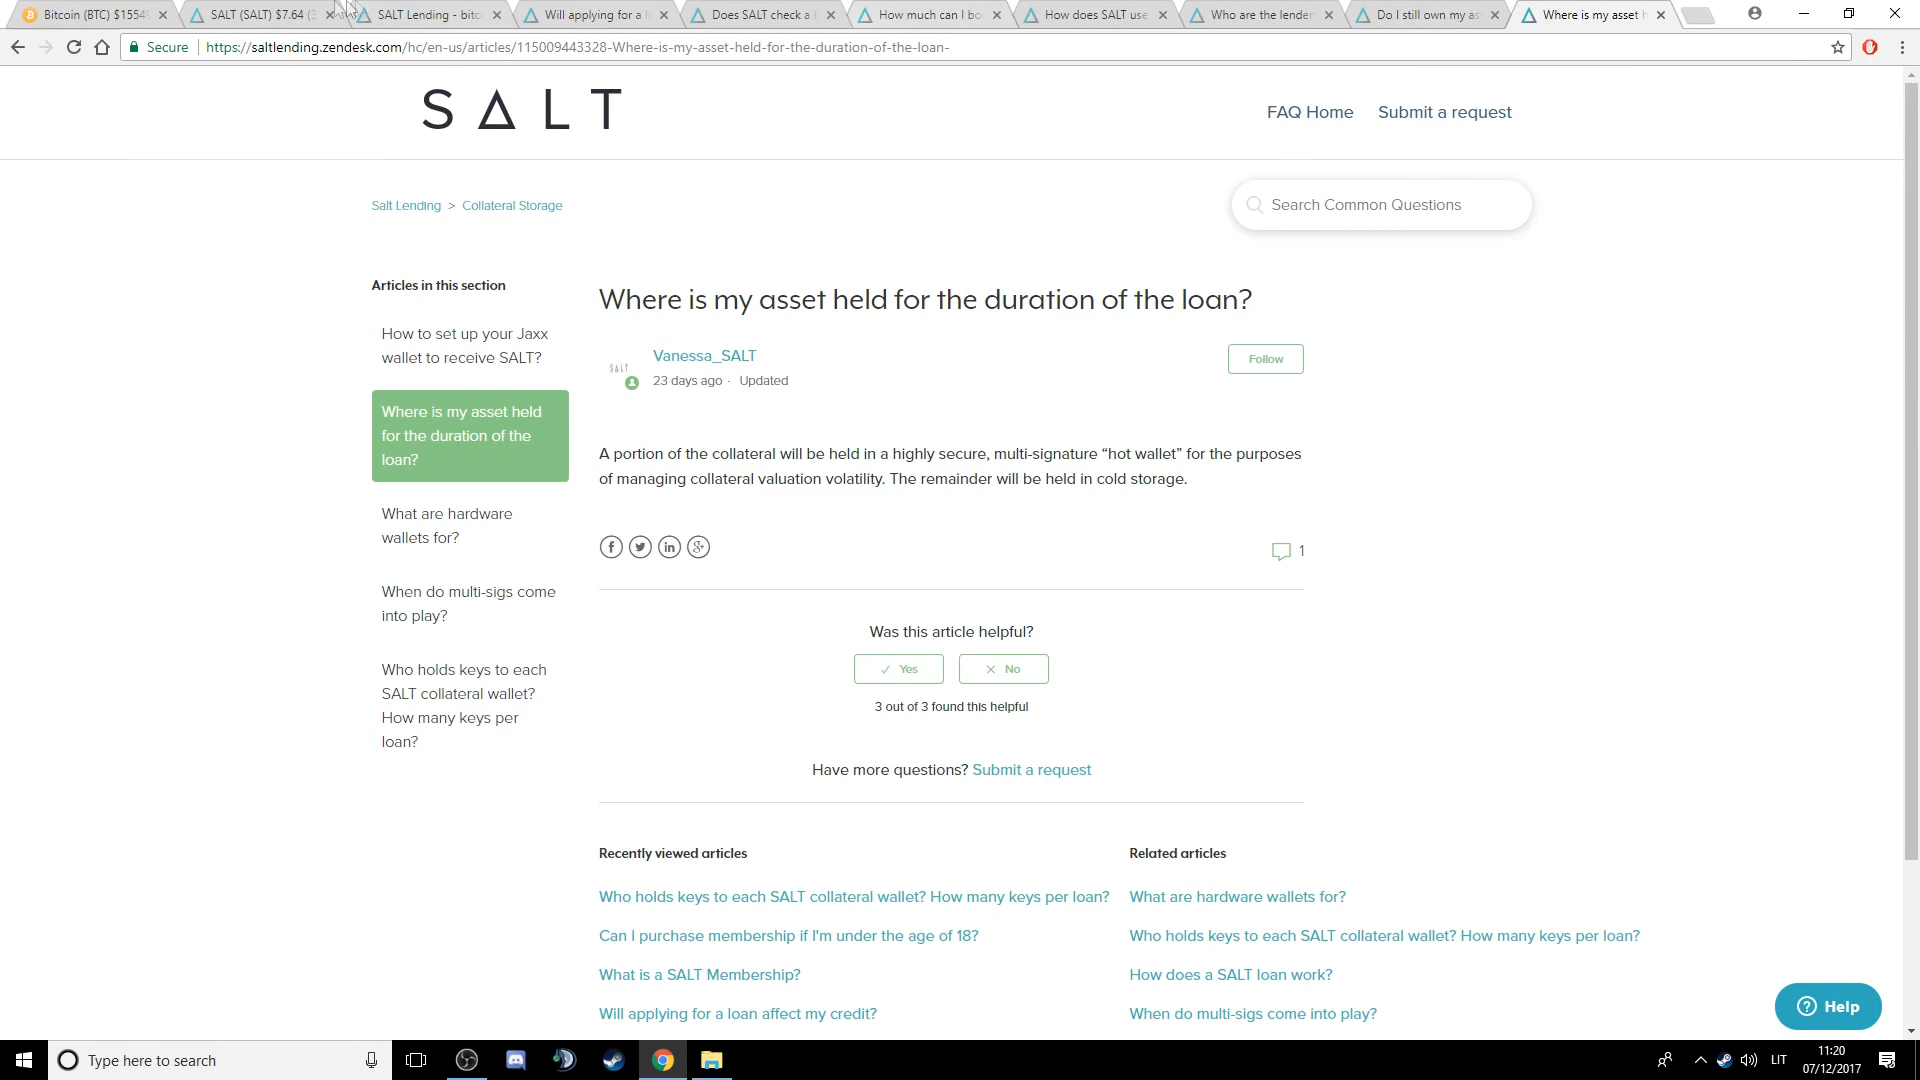 Bitcoin (BTC) $1554
SALT (SALT) $7.64 (3
SALT Lending - bitc
Will applying for a l
Does SALT check a
How much can I bo
How does SALT use
Who are the lender
Do I still own my as
Where is my asset h
Secure
https://saltlending.zendesk.com/hc/en-us/articles/115009443328-Where-is-my-asset-held-for-the-duration-of-the-loan-
SALT
FAQ Home
Submit a request
Salt Lending > Collateral Storage
Search Common Questions
Articles in this section
How to set up your Jaxx
wallet to receive SALT?
Where is my asset held
for the duration of the
loan?
What are hardware
wallets for?
When do multi-sigs come
into play?
Who holds keys to each
SALT collateral wallet?
How many keys per
loan?
Where is my asset held for the duration of the loan?
SALT
Vanessa_SALT
23 days ago · Updated
Follow
A portion of the collateral will be held in a highly secure, multi-signature “hot wallet” for the purposes
of managing collateral valuation volatility. The remainder will be held in cold storage.
1
Was this article helpful?
Yes
No
3 out of 3 found this helpful
Have more questions? Submit a request
Recently viewed articles
Who holds keys to each SALT collateral wallet? How many keys per loan?
Can I purchase membership if I'm under the age of 18?
What is a SALT Membership?
Will applying for a loan affect my credit?
Related articles
What are hardware wallets for?
Who holds keys to each SALT collateral wallet? How many keys per loan?
How does a SALT loan work?
When do multi-sigs come into play?
Help
Type here to search
LIT
11:20
07/12/2017